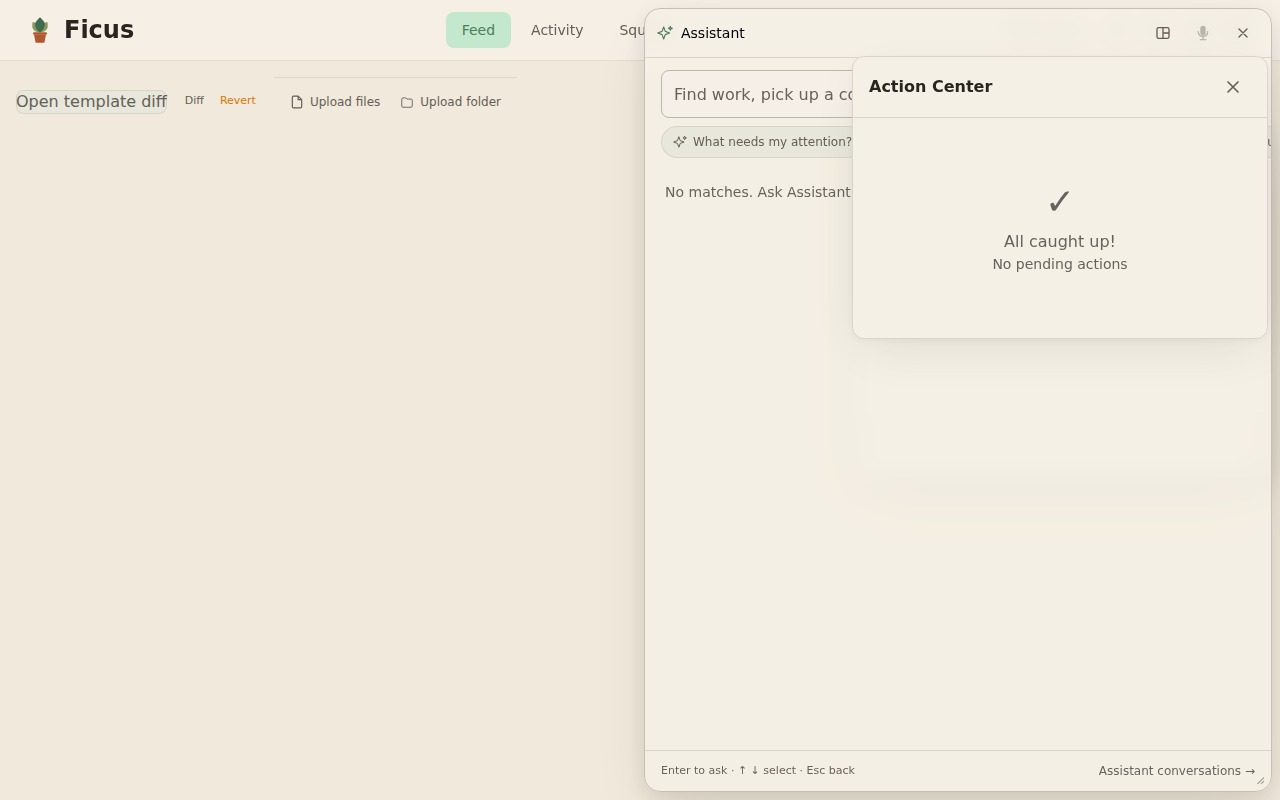 Ficus
Feed
Activity
Squ
Open template diff
Diff
Revert
Upload files
Upload folder
Assistant
Find work, pick up a co
What needs my attention?
No matches. Ask Assistant
Action Center
✓
All caught up!
No pending actions
Enter to ask · ↑ ↓ select · Esc back
Assistant conversations →